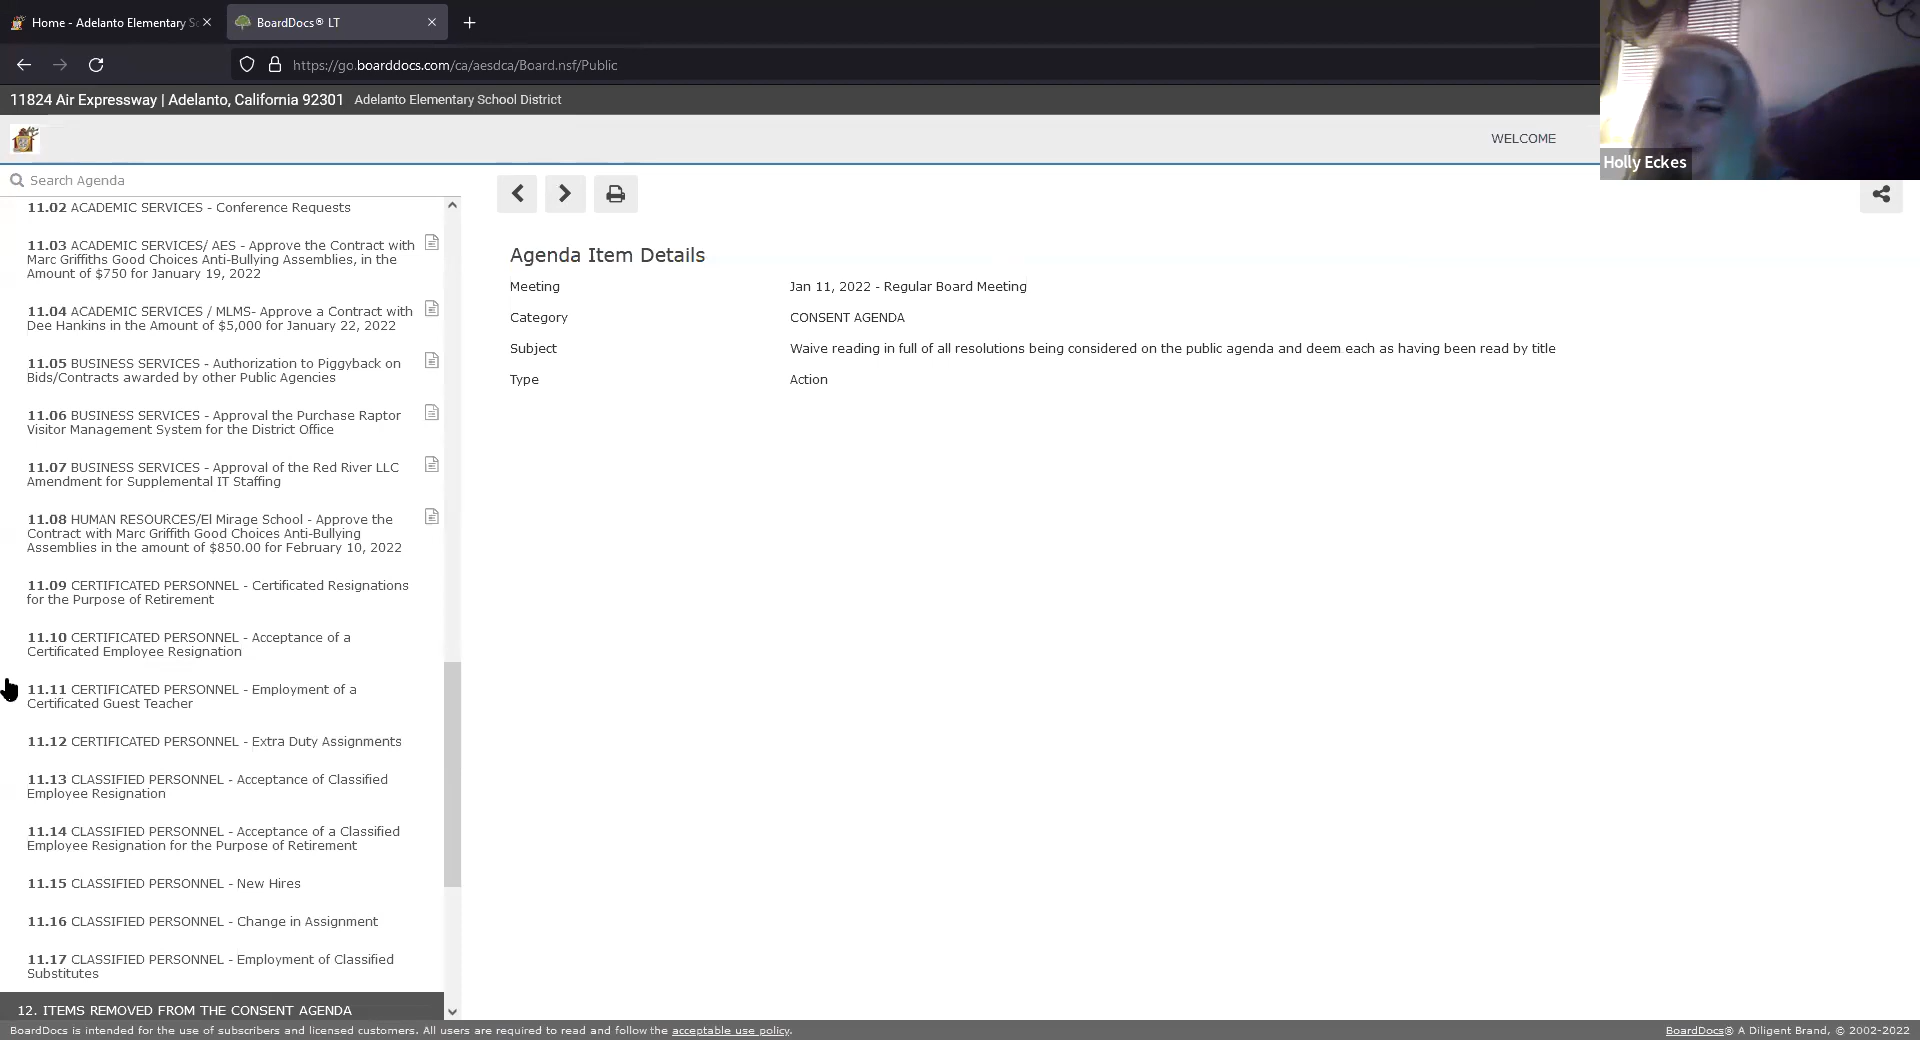 Home - Adelanto Elementary Sc
BoardDocs® LT
https://go.boarddocs.com/ca/aesdca/Board.nsf/Public
11824 Air Expressway | Adelanto, California 92301 Adelanto Elementary School District
WELCOME
Holly Eckes
Search Agenda
11.02 ACADEMIC SERVICES - Conference Requests
11.03 ACADEMIC SERVICES/ AES - Approve the Contract with
Marc Griffiths Good Choices Anti-Bullying Assemblies, in the
Amount of $750 for January 19, 2022
11.04 ACADEMIC SERVICES / MLMS- Approve a Contract with
Dee Hankins in the Amount of $5,000 for January 22, 2022
11.05 BUSINESS SERVICES - Authorization to Piggyback on
Bids/Contracts awarded by other Public Agencies
11.06 BUSINESS SERVICES - Approval the Purchase Raptor
Visitor Management System for the District Office
11.07 BUSINESS SERVICES - Approval of the Red River LLC
Amendment for Supplemental IT Staffing
11.08 HUMAN RESOURCES/El Mirage School - Approve the
Contract with Marc Griffith Good Choices Anti-Bullying
Assemblies in the amount of $850.00 for February 10, 2022
11.09 CERTIFICATED PERSONNEL - Certificated Resignations
for the Purpose of Retirement
11.10 CERTIFICATED PERSONNEL - Acceptance of a
Certificated Employee Resignation
11.11 CERTIFICATED PERSONNEL - Employment of a
Certificated Guest Teacher
11.12 CERTIFICATED PERSONNEL - Extra Duty Assignments
11.13 CLASSIFIED PERSONNEL - Acceptance of Classified
Employee Resignation
11.14 CLASSIFIED PERSONNEL - Acceptance of a Classified
Employee Resignation for the Purpose of Retirement
11.15 CLASSIFIED PERSONNEL - New Hires
11.16 CLASSIFIED PERSONNEL - Change in Assignment
11.17 CLASSIFIED PERSONNEL - Employment of Classified
Substitutes
12. ITEMS REMOVED FROM THE CONSENT AGENDA
Agenda Item Details
Meeting Jan 11, 2022 - Regular Board Meeting
Category CONSENT AGENDA
Subject Waive reading in full of all resolutions being considered on the public agenda and deem each as having been read by title
Type Action
BoardDocs is intended for the use of subscribers and licensed customers. All users are required to read and follow the acceptable use policy.
BoardDocs® A Diligent Brand, © 2002-2022